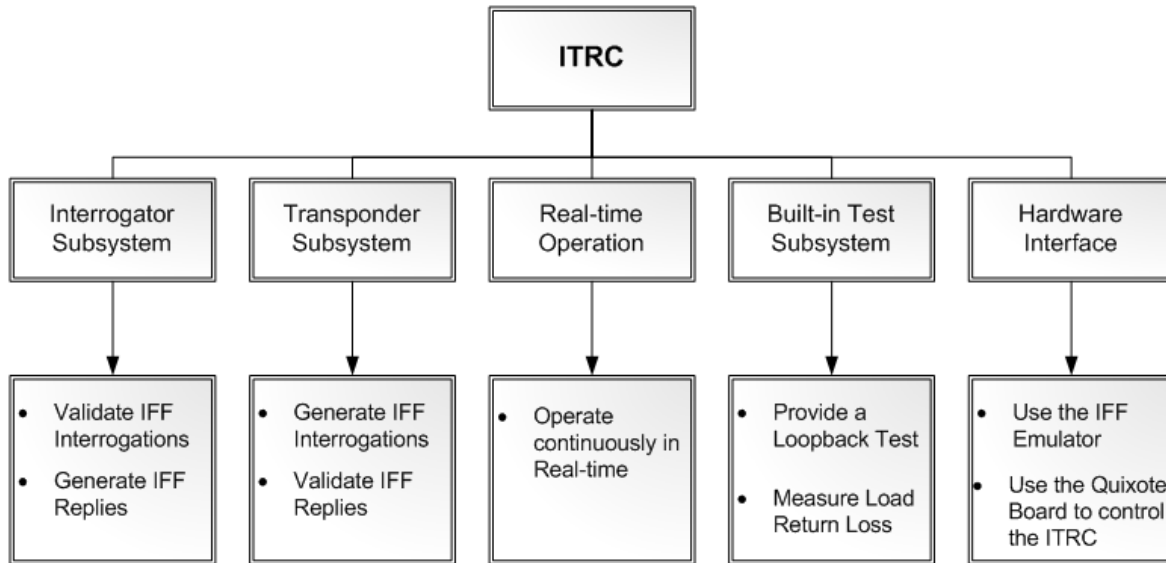 ITRC
Interrogator
Subsystem
Transponder
Subsystem
Real-time
Operation
Built-in Test
Subsystem
Hardware
Interface
• Validate IFF
Interrogations
• Generate IFF
Replies
• Generate IFF
Interrogations
• Validate IFF
Replies
• Operate
continuously in
Real-time
• Provide a
Loopback Test
• Measure Load
Return Loss
• Use the IFF
Emulator
• Use the Quixote
Board to control
the ITRC